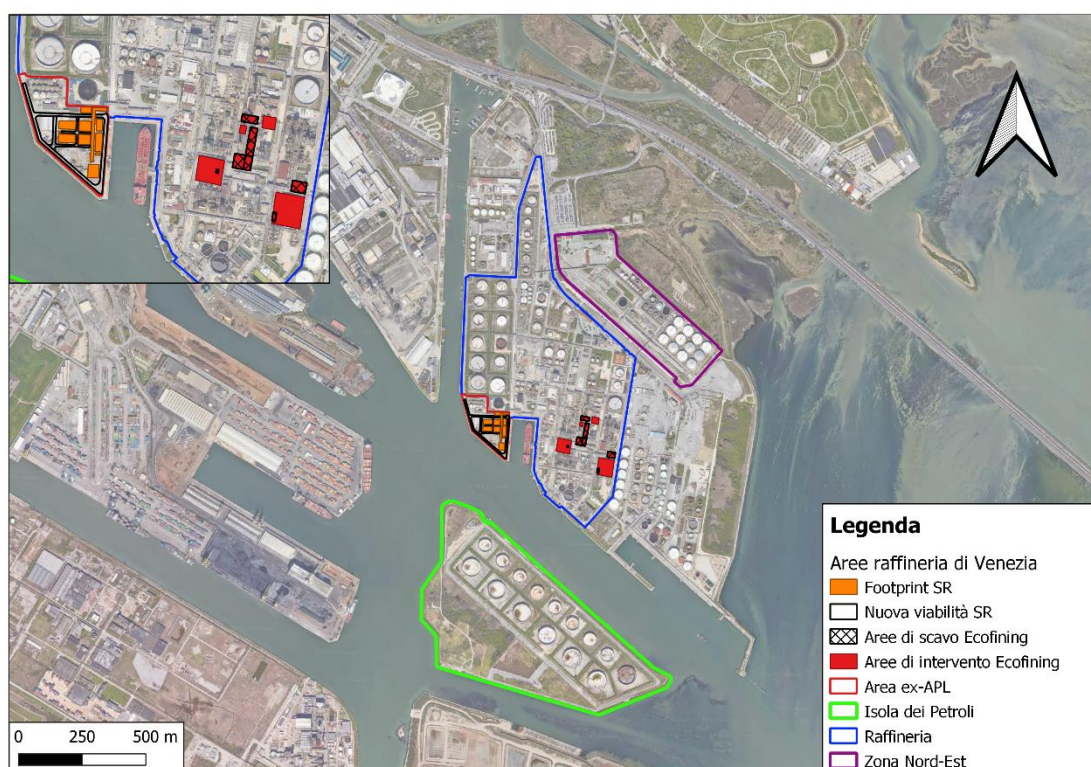 Legenda
Aree raffineria di Venezia
Footprint SR
Nuova viabilità SR
Aree di scavo Ecofining
Aree di intervento Ecofining
Area ex-APL
Isola dei Petroli
Raffineria
Zona Nord-Est
0 250 500 m